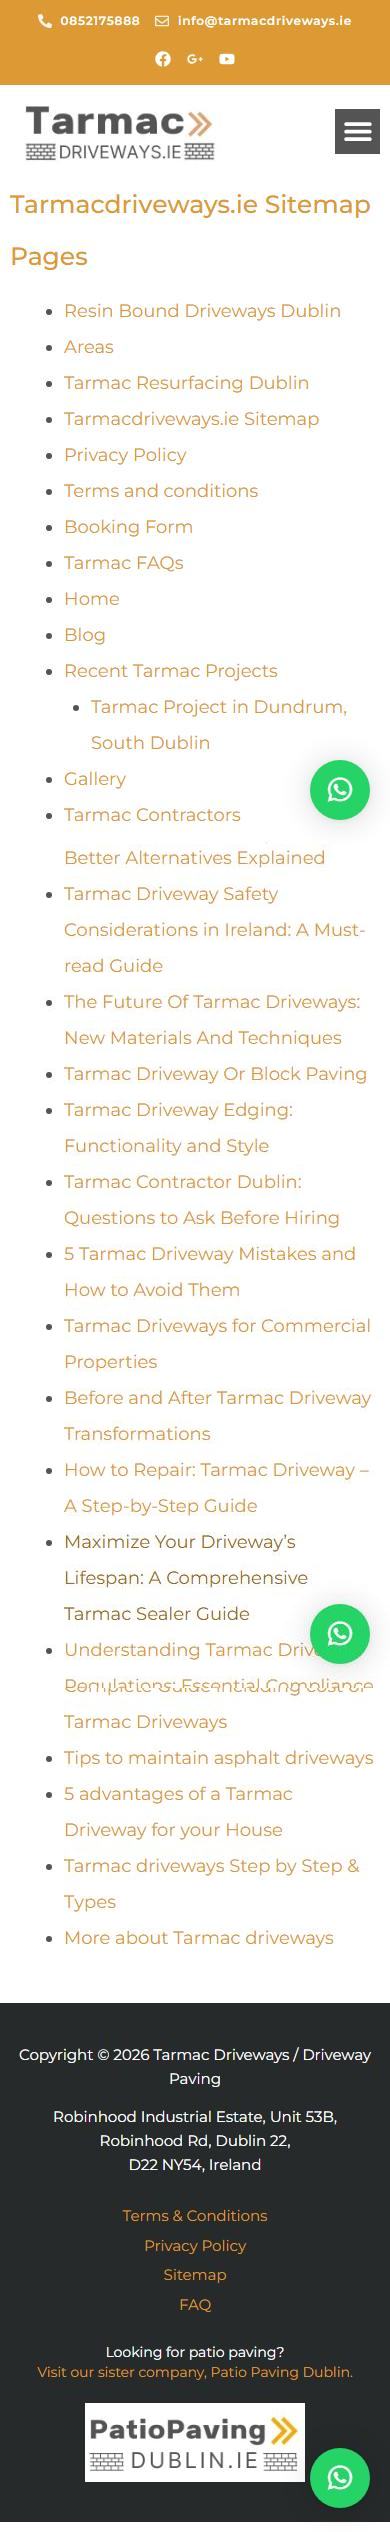 0852175888 info@tarmacdriveways.ie
Tarmac
DRIVEWAYS.IE
Tarmacdriveways.ie Sitemap
Pages
Resin Bound Driveways Dublin
Areas
Tarmac Resurfacing Dublin
Tarmacdriveways.ie Sitemap
Privacy Policy
Terms and conditions
Booking Form
Tarmac FAQs
Home
Blog
Recent Tarmac Projects
Tarmac Project in Dundrum,
South Dublin
Gallery
Tarmac Contractors
Better Alternatives Explained
Tarmac Driveway Safety
Considerations in Ireland: A Must-
read Guide
The Future Of Tarmac Driveways:
New Materials And Techniques
Tarmac Driveway Or Block Paving
Tarmac Driveway Edging:
Functionality and Style
Tarmac Contractor Dublin:
Questions to Ask Before Hiring
5 Tarmac Driveway Mistakes and
How to Avoid Them
Tarmac Driveways for Commercial
Properties
Before and After Tarmac Driveway
Transformations
How to Repair: Tarmac Driveway –
A Step-by-Step Guide
Maximize Your Driveway’s
Lifespan: A Comprehensive
Tarmac Sealer Guide
Understanding Tarmac
Regulations: Essential Compliance
Tarmac Driveways
Tips to maintain asphalt driveways
5 advantages of a Tarmac
Driveway for your House
Tarmac driveways Step by Step &
Types
More about Tarmac driveways
Copyright © 2026 Tarmac Driveways / Driveway
Paving
Robinhood Industrial Estate, Unit 53B,
Robinhood Rd, Dublin 22,
D22 NY54, Ireland
Terms & Conditions
Privacy Policy
Sitemap
FAQ
Looking for patio paving?
Visit our sister company, Patio Paving Dublin.
PatioPaving
DUBLIN.IE